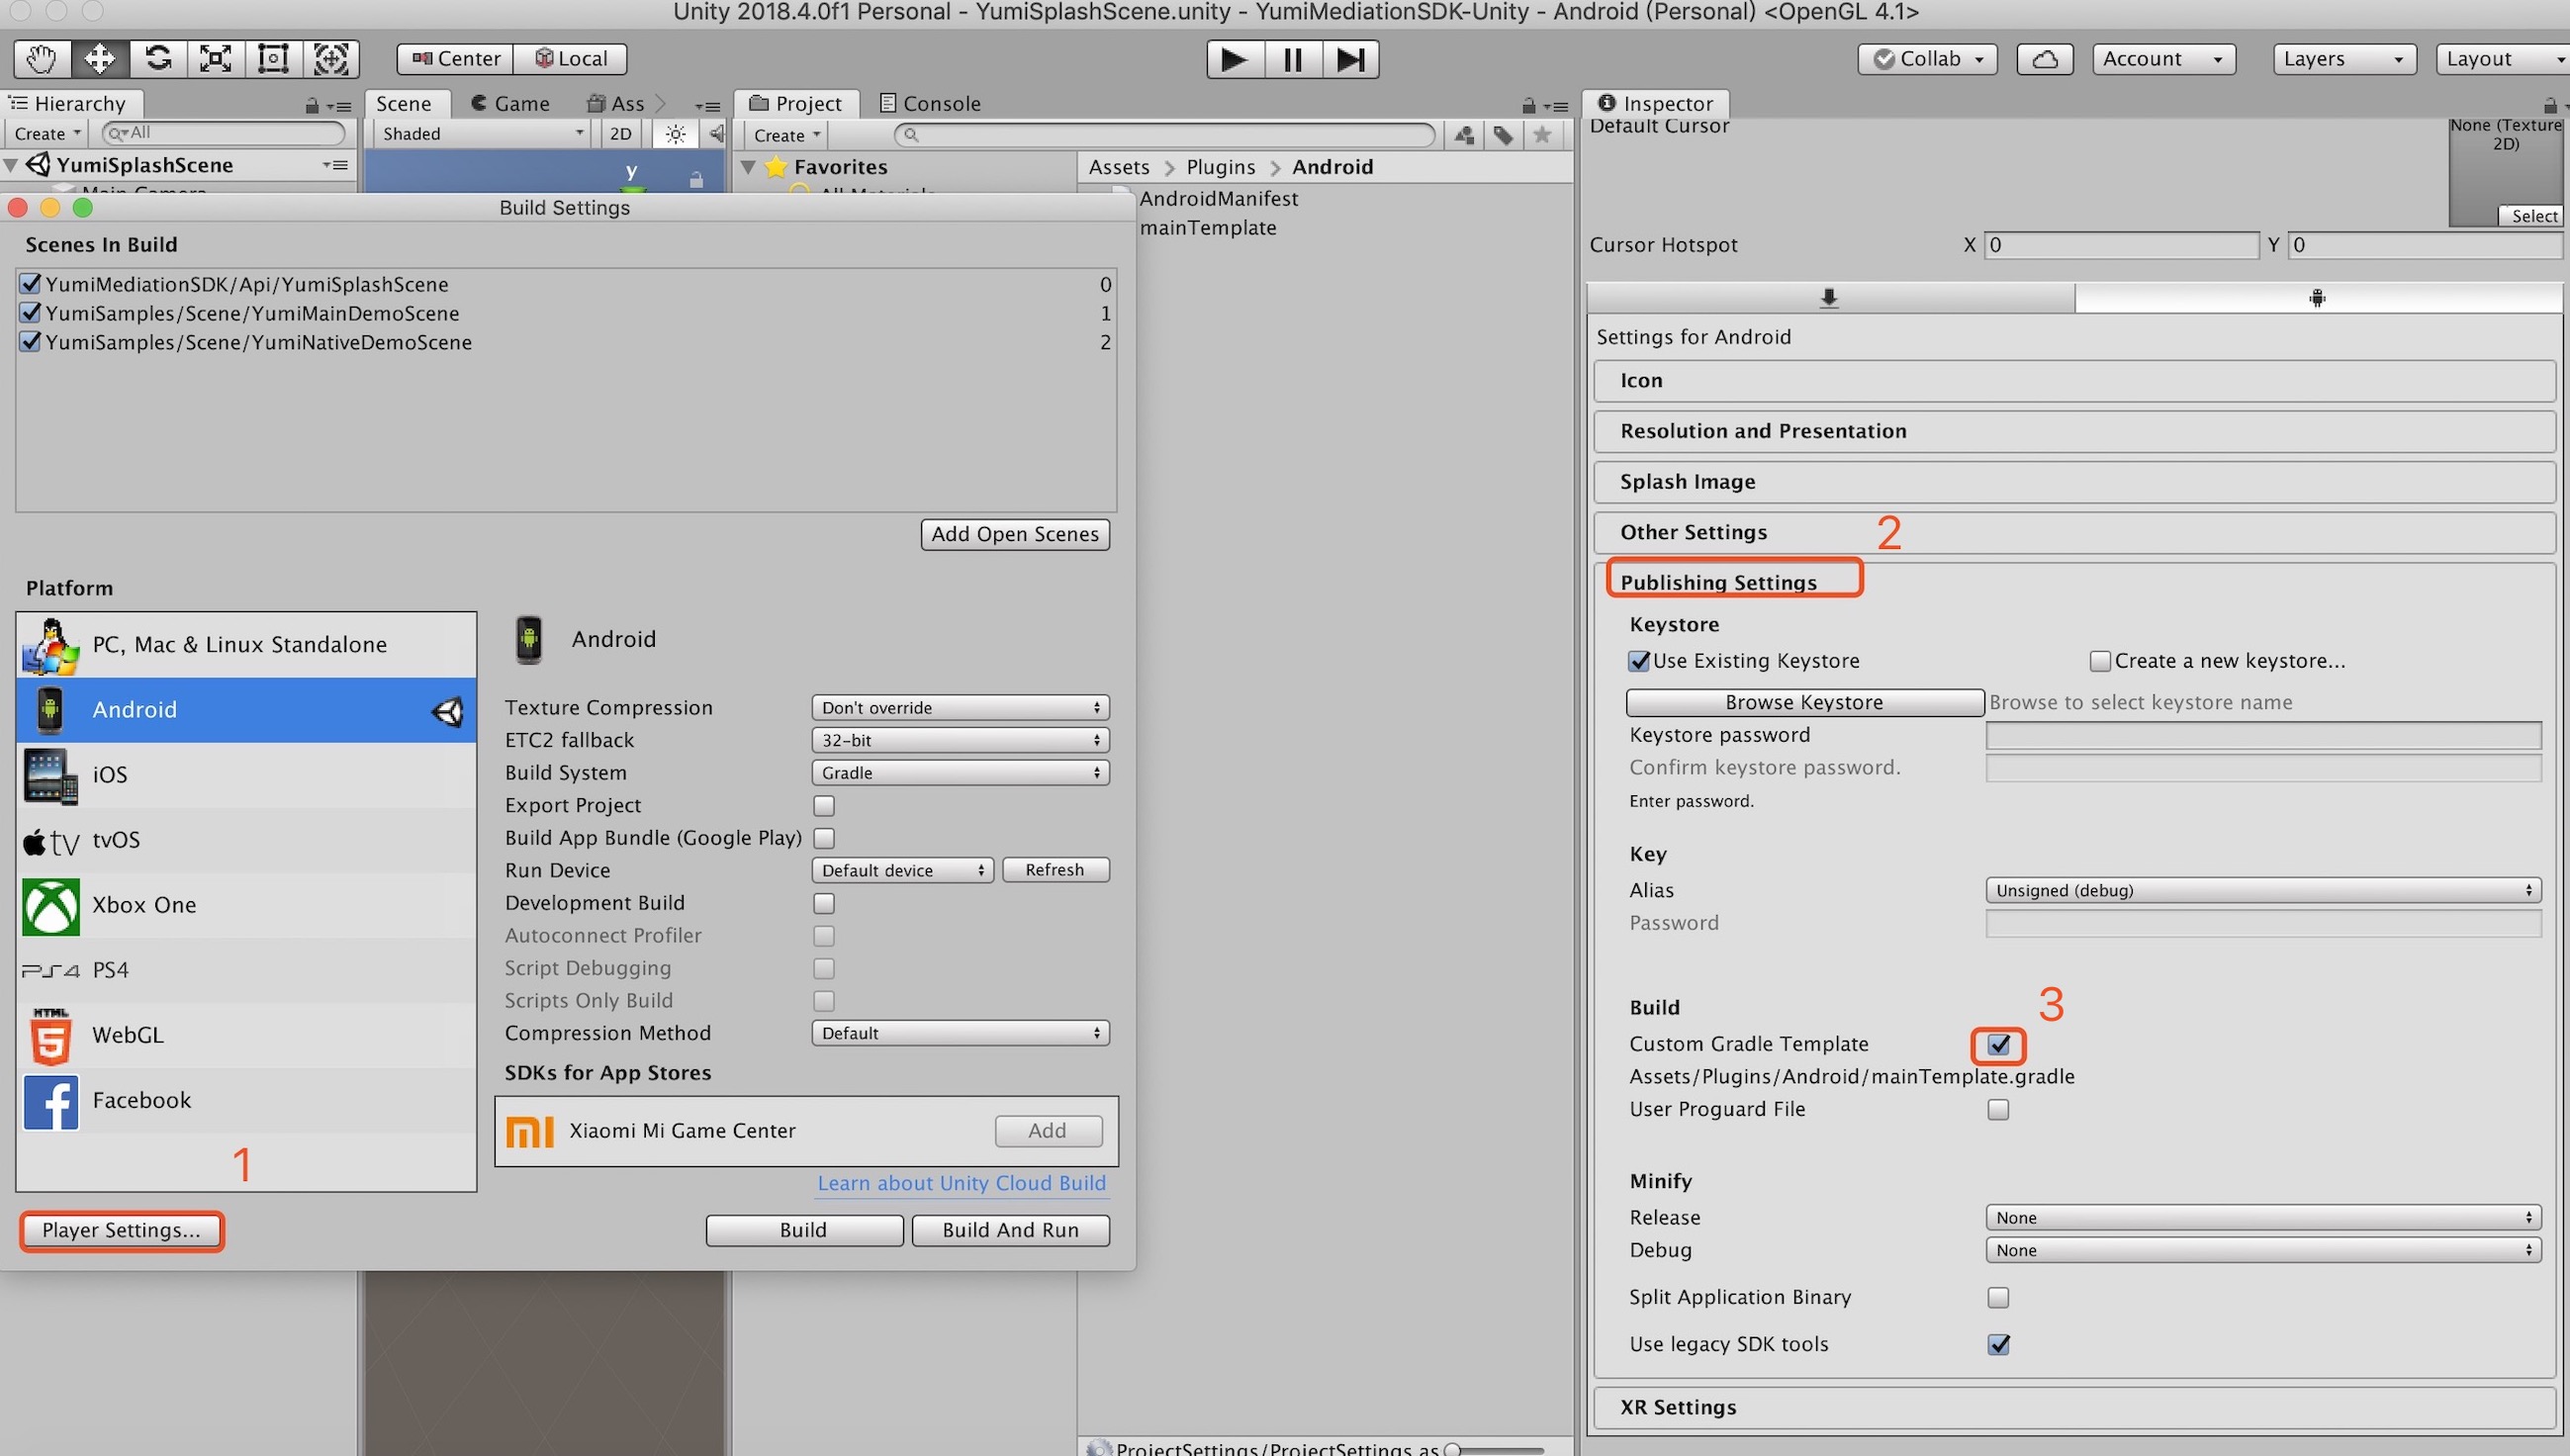 Unity 2018.4.0f1 Personal - YumiSplashScene.unity - YumiMediationSDK-Unity - Android (Personal) <OpenGL 4.1>
Center Local Collab Account Layers Layout
Hierarchy
Create All
YumiSplashScene
Main Camera
Scene Game Ass
Shaded 2D
y
Project Console
Create
Favorites
All Materials
Assets Plugins Android
AndroidManifest
mainTemplate
ProjectSettings/ProjectSettings.as
Build Settings
Scenes In Build
YumiMediationSDK/Api/YumiSplashScene 0
YumiSamples/Scene/YumiMainDemoScene 1
YumiSamples/Scene/YumiNativeDemoScene 2
Add Open Scenes
Platform
PC, Mac & Linux Standalone
Android
iOS
tv tvOS
Xbox One
PS4 PS4
WebGL
HTML
5
Facebook
1
Player Settings...
Android
Texture Compression Don't override
ETC2 fallback 32-bit
Build System Gradle
Export Project
Build App Bundle (Google Play)
Run Device Default device Refresh
Development Build
Autoconnect Profiler
Script Debugging
Scripts Only Build
Compression Method Default
SDKs for App Stores
MI Xiaomi Mi Game Center Add
Learn about Unity Cloud Build
Build Build And Run
Inspector
Default Cursor
None (Texture
2D)
Select
Cursor Hotspot X 0 Y 0
Settings for Android
Icon
Resolution and Presentation
Splash Image
Other Settings
2
Publishing Settings
Keystore
Use Existing Keystore Create a new keystore...
Browse Keystore Browse to select keystore name
Keystore password
Confirm keystore password.
Enter password.
Key
Alias Unsigned (debug)
Password
Build
3
Custom Gradle Template
Assets/Plugins/Android/mainTemplate.gradle
User Proguard File
Minify
Release None
Debug None
Split Application Binary
Use legacy SDK tools
XR Settings